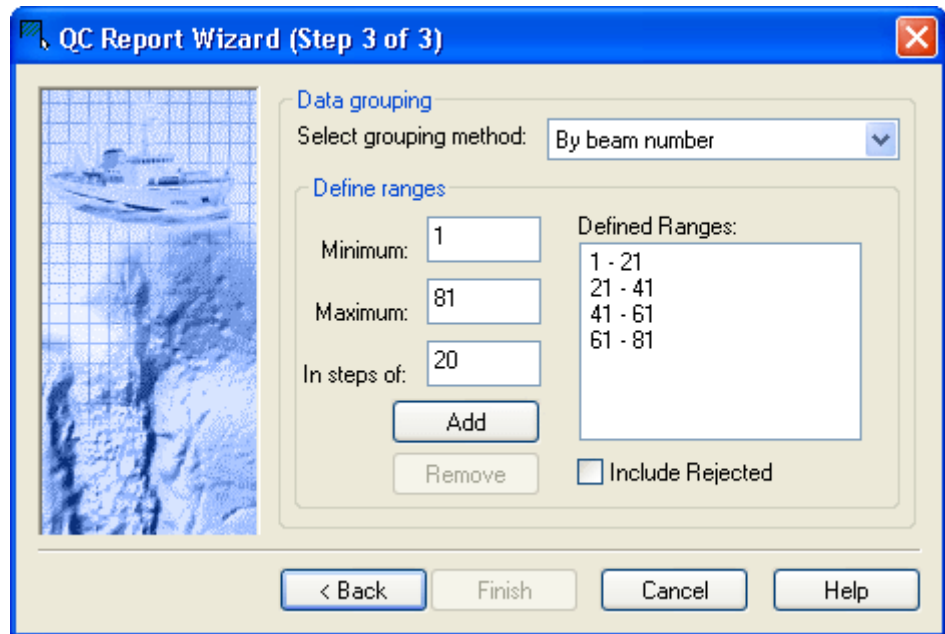 QC Report Wizard (Step 3 of 3)
Data grouping
Select grouping method: By beam number
Define ranges
Minimum: 1
Maximum: 81
In steps of: 20
Add
Remove
Defined Ranges:
1 - 21
21 - 41
41 - 61
61 - 81
Include Rejected
< Back Finish Cancel Help